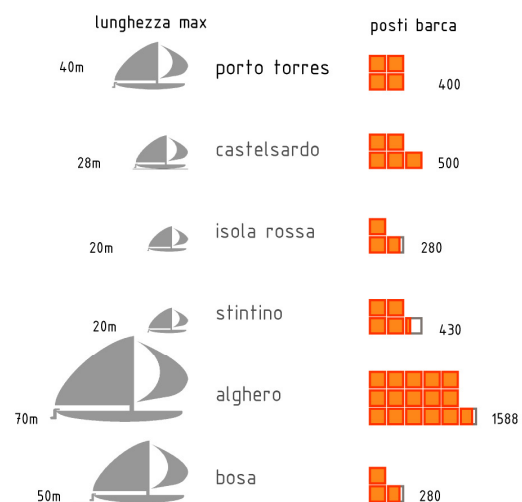 lunghezza max posti barca
40m porto torres 400
28m castelsardo 500
20m isola rossa 280
20m stintino 430
70m alghero 1588
50m bosa 280